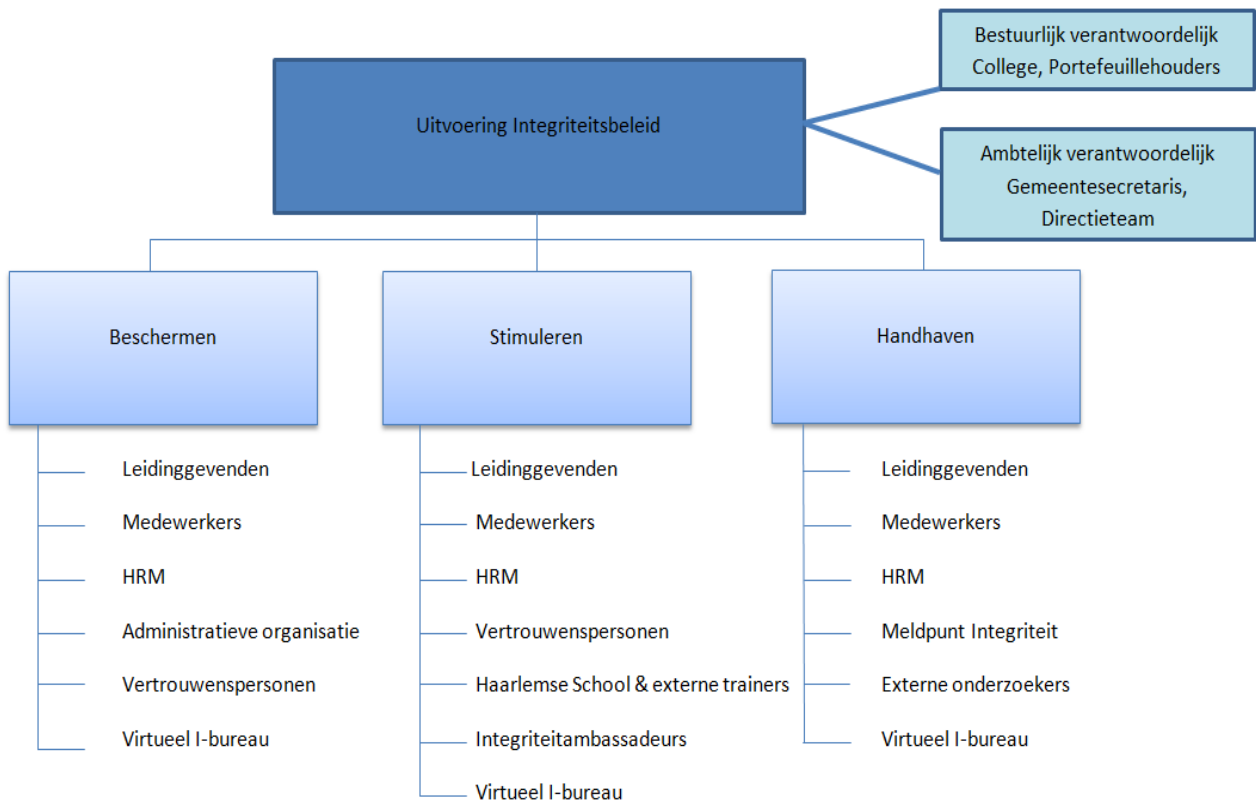 Bestuurlijk verantwoordelijk
College, Portefeuillehouders
Uitvoering Integriteitsbeleid
Ambtelijk verantwoordelijk
Gemeentesecretaris,
Directieteam
Beschermen
Leidinggevenden
Medewerkers
HRM
Administratieve organisatie
Vertrouwenspersonen
Virtueel I-bureau
Stimuleren
Leidinggevenden
Medewerkers
HRM
Vertrouwenspersonen
Haarlemse School & externe trainers
Integriteitambassadeurs
Virtueel I-bureau
Handhaven
Leidinggevenden
Medewerkers
HRM
Meldpunt Integriteit
Externe onderzoekers
Virtueel I-bureau